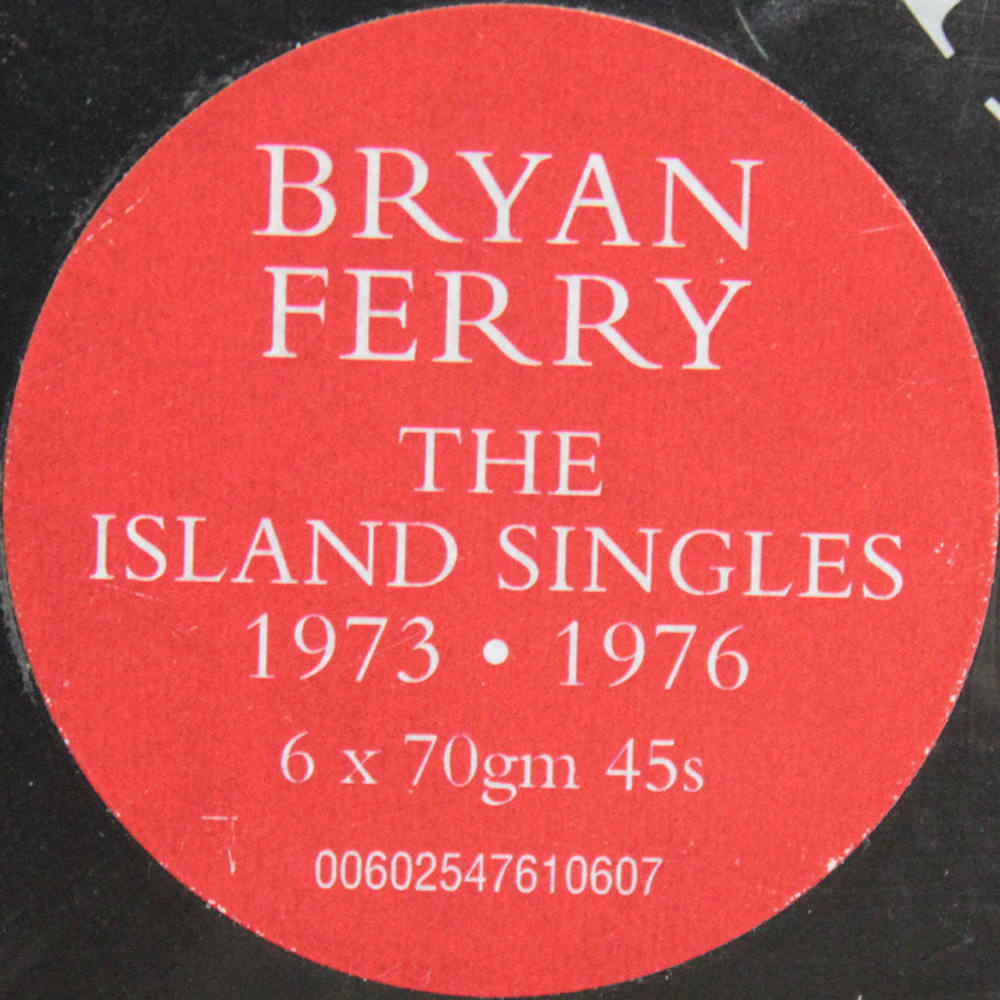 BRYAN
FERRY
THE
ISLAND SINGLES
1973 • 1976
6 x 70gm 45s
00602547610607